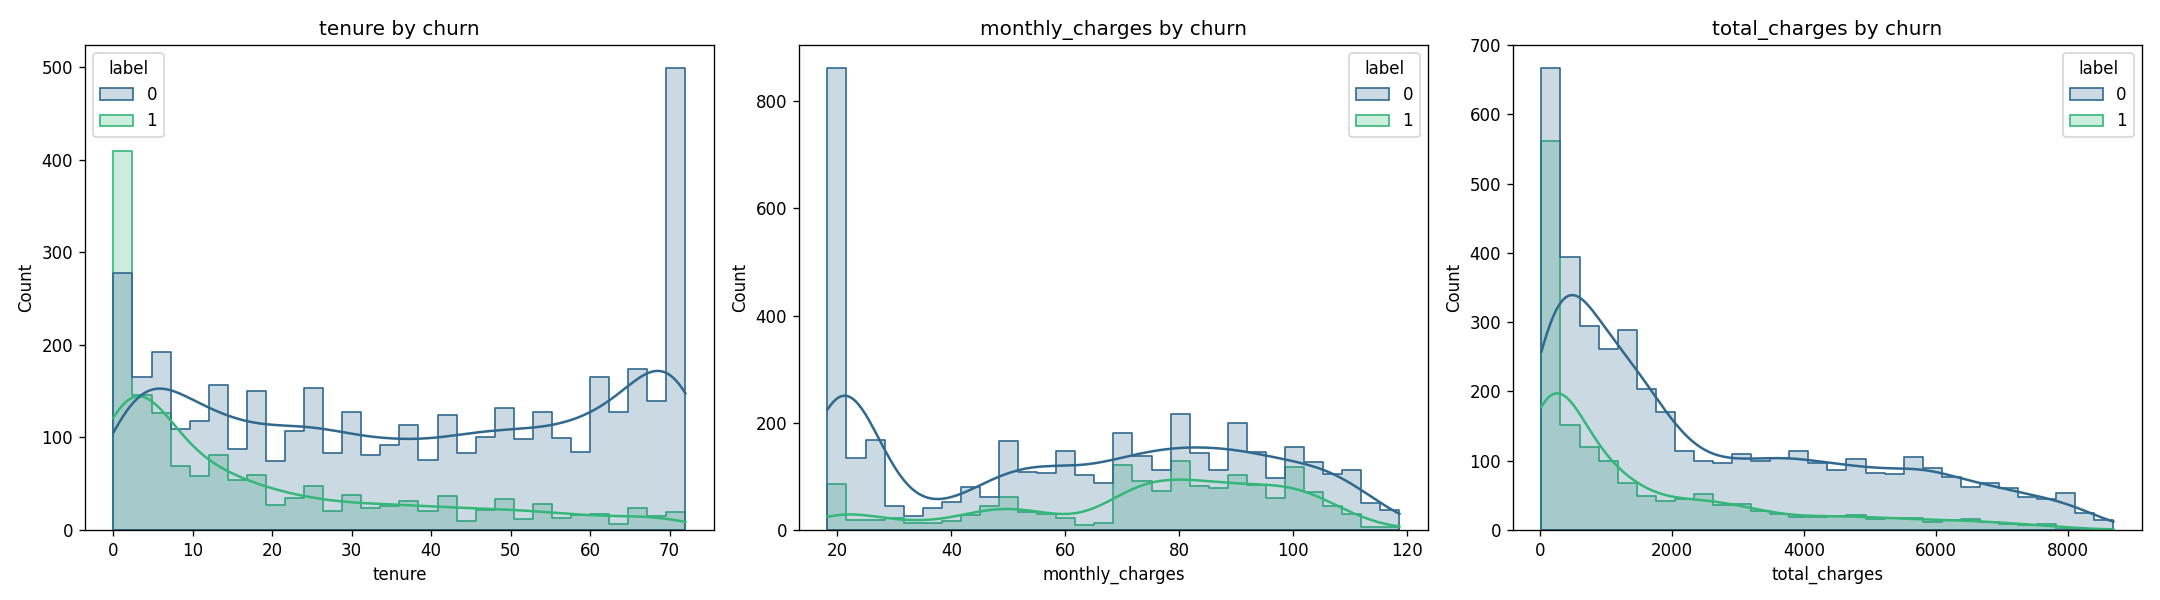 tenure by churn
label
0
1
500
400
300
200
100
0
Count
0 10 20 30 40 50 60 70
tenure
monthly_charges by churn
label
0
1
800
600
400
200
0
Count
20 40 60 80 100 120
monthly_charges
total_charges by churn
label
0
1
700
600
500
400
300
200
100
0
Count
0 2000 4000 6000 8000
total_charges